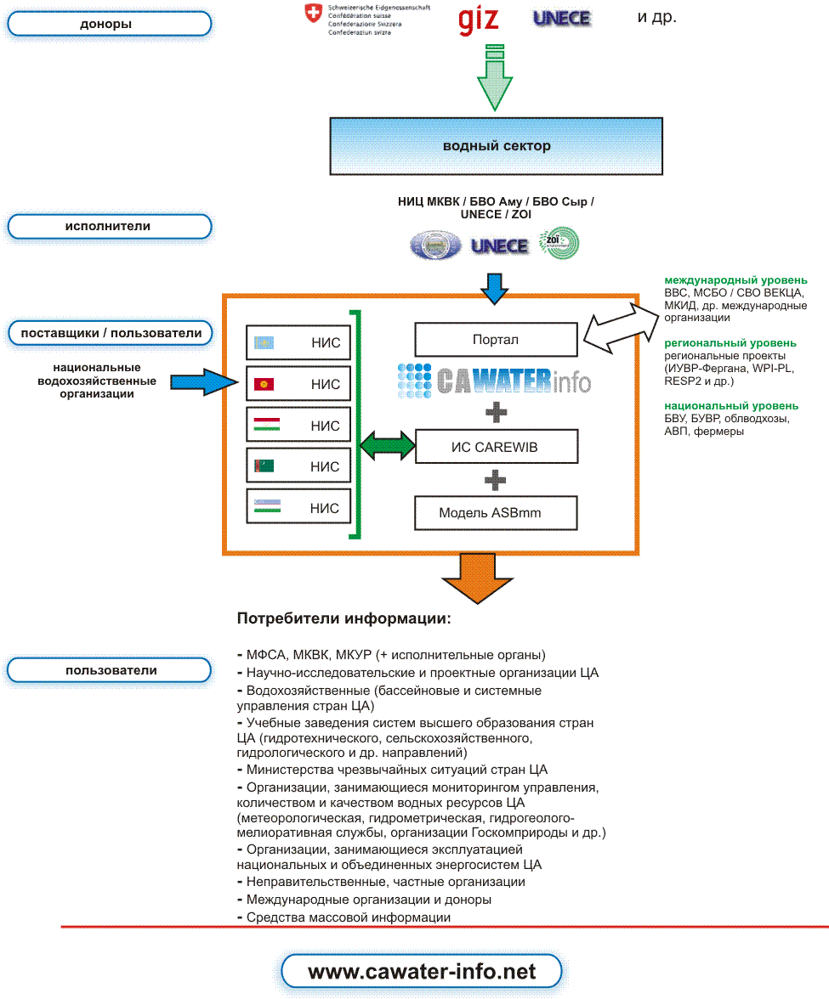 доноры
Schweizerische Eidgenossenschaft
Confédération suisse
Confederazione Svizzera
Confederaziun svizra
giz
UNECE
и др.
водный сектор
исполнители
НИЦ МКВК / БВО Аму / БВО Сыр /
UNECE / ZOI
UNECE
zoï
поставщики / пользователи
национальные
водохозяйственные
организации
НИС
НИС
НИС
НИС
НИС
Портал
CAWATERinfo
+
ИС CAREWIB
+
Модель ASBmm
международный уровень
ВВС, МСБО / СВО ВЕКЦА,
МКИД, др. международные
организации
региональный уровень
региональные проекты
(ИУВР-Фергана, WPI-PL,
RESP2 и др.)
национальный уровень
БВУ, БУВР, облводхозы,
АВП, фермеры
пользователи
Потребители информации:
- МФСА, МКВК, МКУР (+ исполнительные органы)
- Научно-исследовательские и проектные организации ЦА
- Водохозяйственные (бассейновые и системные
управления стран ЦА)
- Учебные заведения систем высшего образования стран
ЦА (гидротехнического, сельскохозяйственного,
гидрологического и др. направлений)
- Министерства чрезвычайных ситуаций стран ЦА
- Организации, занимающиеся мониторингом управления,
количеством и качеством водных ресурсов ЦА
(метеорологическая, гидрометрическая, гидрогеолого-
мелиоративная службы, организации Госкомприроды и др.)
- Организации, занимающиеся эксплуатацией
национальных и объединенных энергосистем ЦА
- Неправительственные, частные организации
- Международные организации и доноры
- Средства массовой информации
www.cawater-info.net